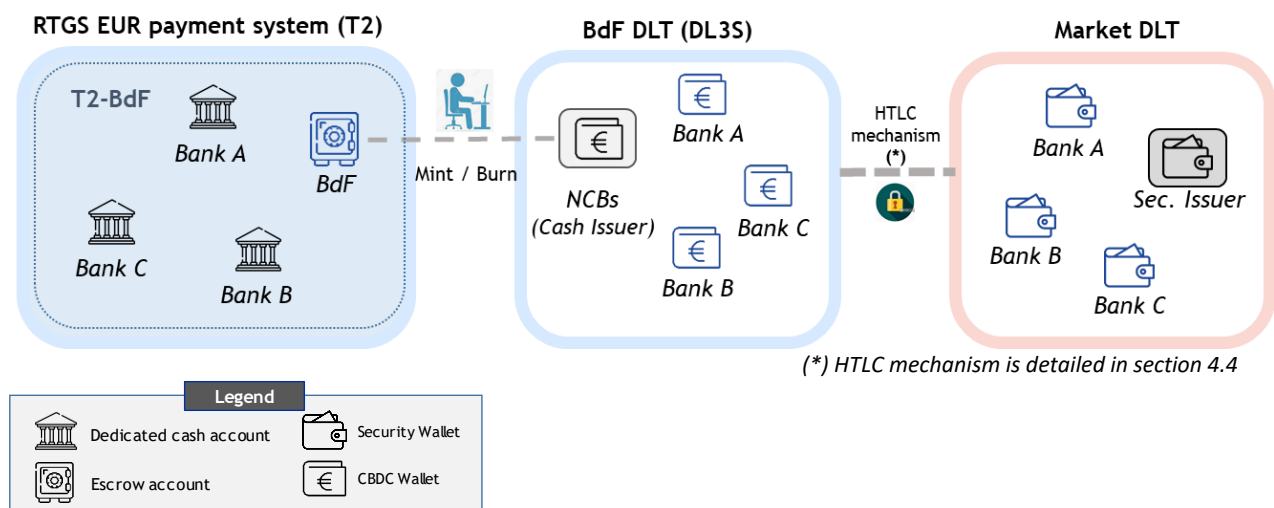 RTGS EUR payment system (T2)
BdF DLT (DL3S)
Market DLT
T2-BdF
Bank A
BdF
Bank C
Bank B
Mint / Burn
€
NCBs
(Cash Issuer)
€
Bank A
€
Bank C
€
Bank B
HTLC
mechanism
(*)
Bank A
Sec. Issuer
Bank B
Bank C
(*) HTLC mechanism is detailed in section 4.4
Legend
Dedicated cash account
Security Wallet
Escrow account
€
CBDC Wallet